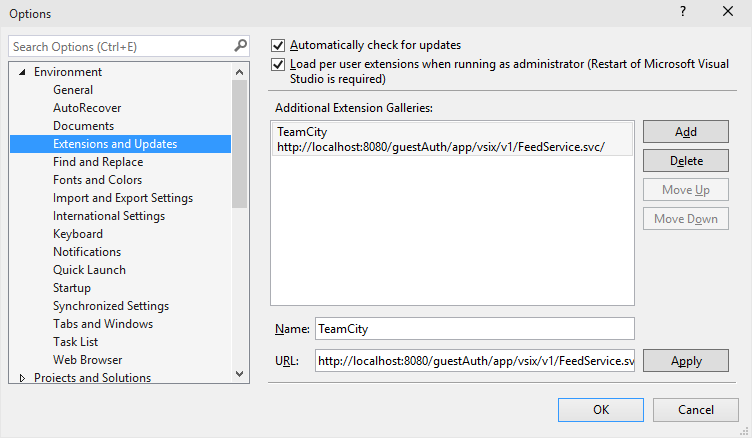 Options
?
Search Options (Ctrl+E)
Environment
General
AutoRecover
Documents
Extensions and Updates
Find and Replace
Fonts and Colors
Import and Export Settings
International Settings
Keyboard
Notifications
Quick Launch
Startup
Synchronized Settings
Tabs and Windows
Task List
Web Browser
Projects and Solutions
Automatically check for updates
Load per user extensions when running as administrator (Restart of Microsoft Visual
Studio is required)
Additional Extension Galleries:
TeamCity
http://localhost:8080/guestAuth/app/vsix/v1/FeedService.svc/
Add
Delete
Move Up
Move Down
Name: TeamCity
URL: http://localhost:8080/guestAuth/app/vsix/v1/FeedService.sv
Apply
OK
Cancel